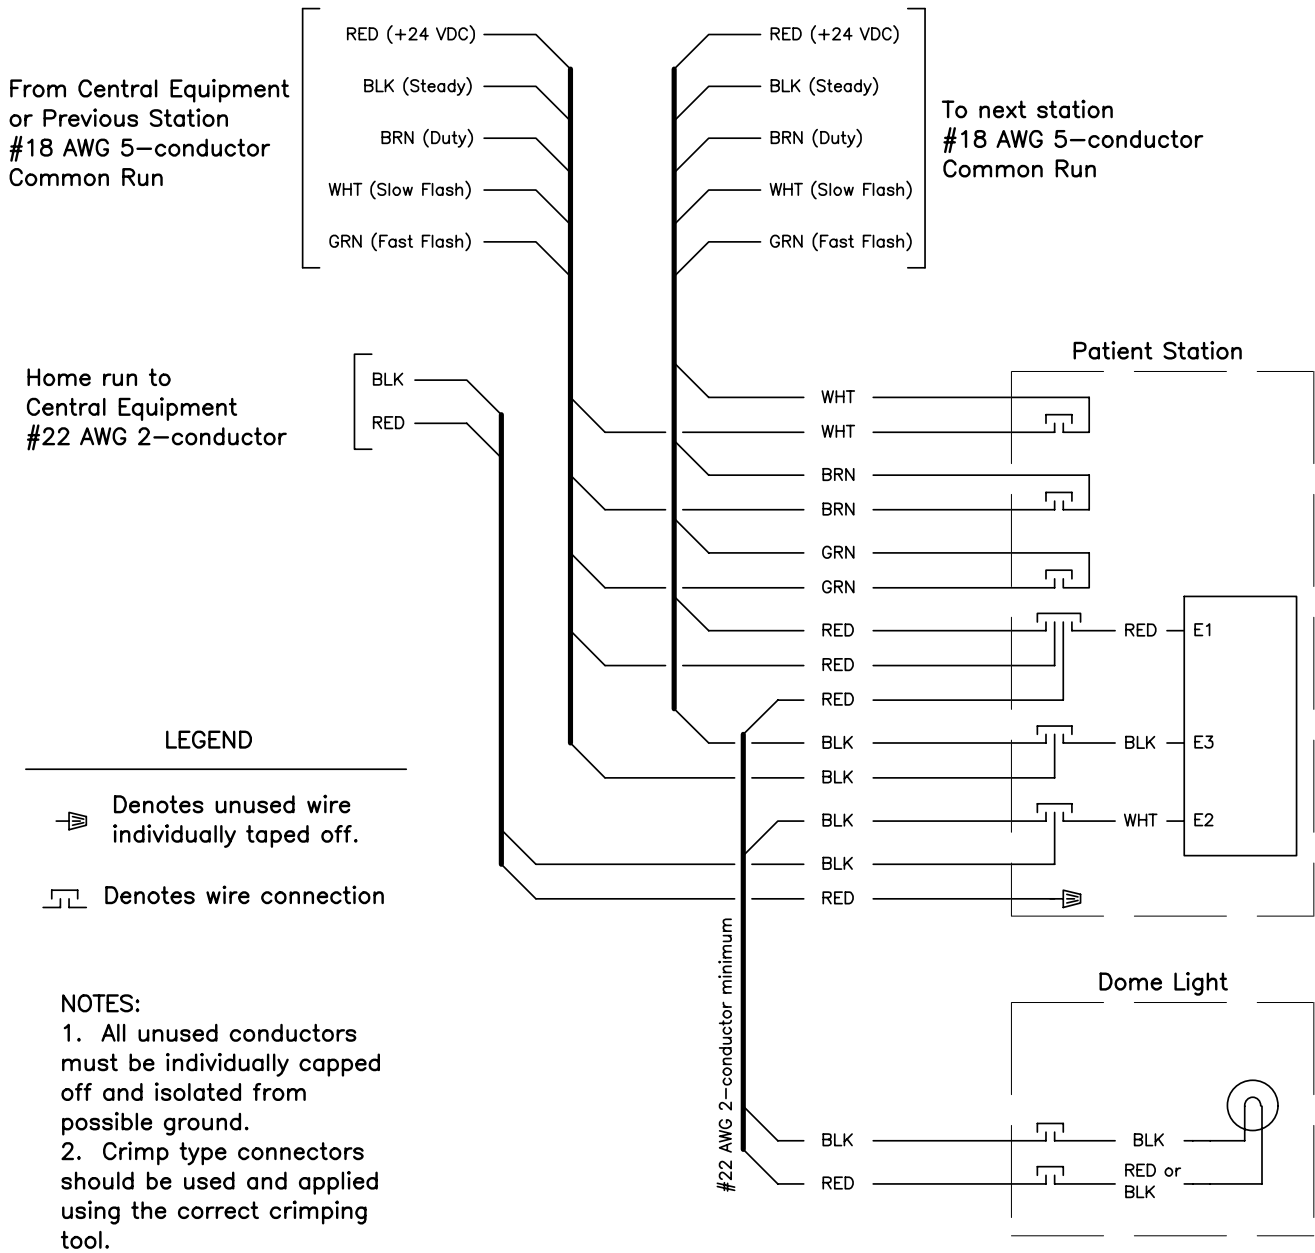 From Central Equipment
or Previous Station
#18 AWG 5-conductor
Common Run
RED (+24 VDC)
BLK (Steady)
BRN (Duty)
WHT (Slow Flash)
GRN (Fast Flash)
RED (+24 VDC)
BLK (Steady)
BRN (Duty)
WHT (Slow Flash)
GRN (Fast Flash)
To next station
#18 AWG 5-conductor
Common Run
Home run to
Central Equipment
#22 AWG 2-conductor
BLK
RED
Patient Station
WHT
WHT
BRN
BRN
GRN
GRN
RED
RED E1
RED
RED
BLK
BLK E3
BLK
BLK
WHT E2
BLK
RED
LEGEND
Denotes unused wire
individually taped off.
Denotes wire connection
NOTES:
1. All unused conductors
must be individually capped
off and isolated from
possible ground.
2. Crimp type connectors
should be used and applied
using the correct crimping
tool.
#22 AWG 2-conductor minimum
Dome Light
BLK
BLK
RED
RED or
BLK